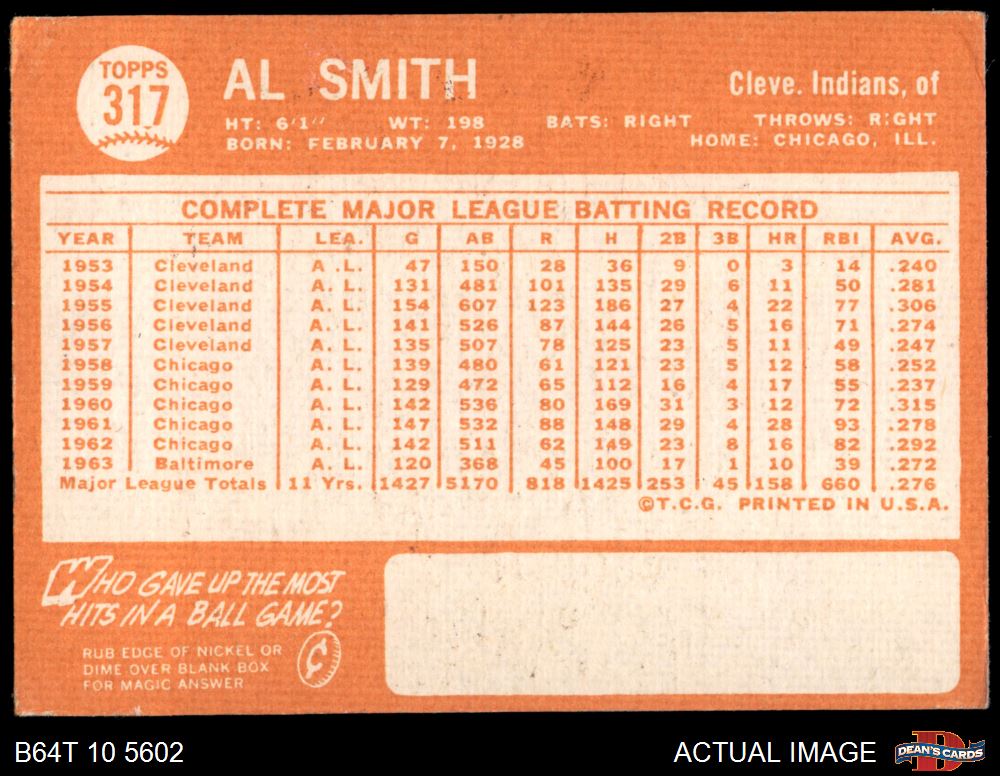 TOPPS
317
AL SMITH
Cleve. Indians, of
HT: 6'1" WT: 198 BATS: RIGHT THROWS: RIGHT
BORN: FEBRUARY 7, 1928 HOME: CHICAGO, ILL.
COMPLETE MAJOR LEAGUE BATTING RECORD
YEAR TEAM LEA. G AB R H 2B 3B HR RBI AVG.
1953 Cleveland A. L. 47 150 28 36 9 0 3 14 .240
1954 Cleveland A. L. 131 481 101 135 29 6 11 50 .281
1955 Cleveland A. L. 154 607 123 186 27 4 22 77 .306
1956 Cleveland A. L. 141 526 87 144 26 5 16 71 .274
1957 Cleveland A. L. 135 507 78 125 23 5 11 49 .247
1958 Chicago A. L. 139 480 61 121 23 5 12 58 .252
1959 Chicago A. L. 129 472 65 112 16 4 17 55 .237
1960 Chicago A. L. 142 536 80 169 31 3 12 72 .315
1961 Chicago A. L. 147 532 88 148 29 4 28 93 .278
1962 Chicago A. L. 142 511 62 149 23 8 16 82 .292
1963 Baltimore A. L. 120 368 45 100 17 1 10 39 .272
Major League Totals 11 Yrs. 1427 5170 818 1425 253 45 158 660 .276
©T.C.G. PRINTED IN U.S.A.
WHO GAVE UP THE MOST
HITS IN A BALL GAME?
RUB EDGE OF NICKEL OR
DIME OVER BLANK BOX
FOR MAGIC ANSWER
¢
B64T 10 5602
ACTUAL IMAGE
D
DEAN'S CARDS